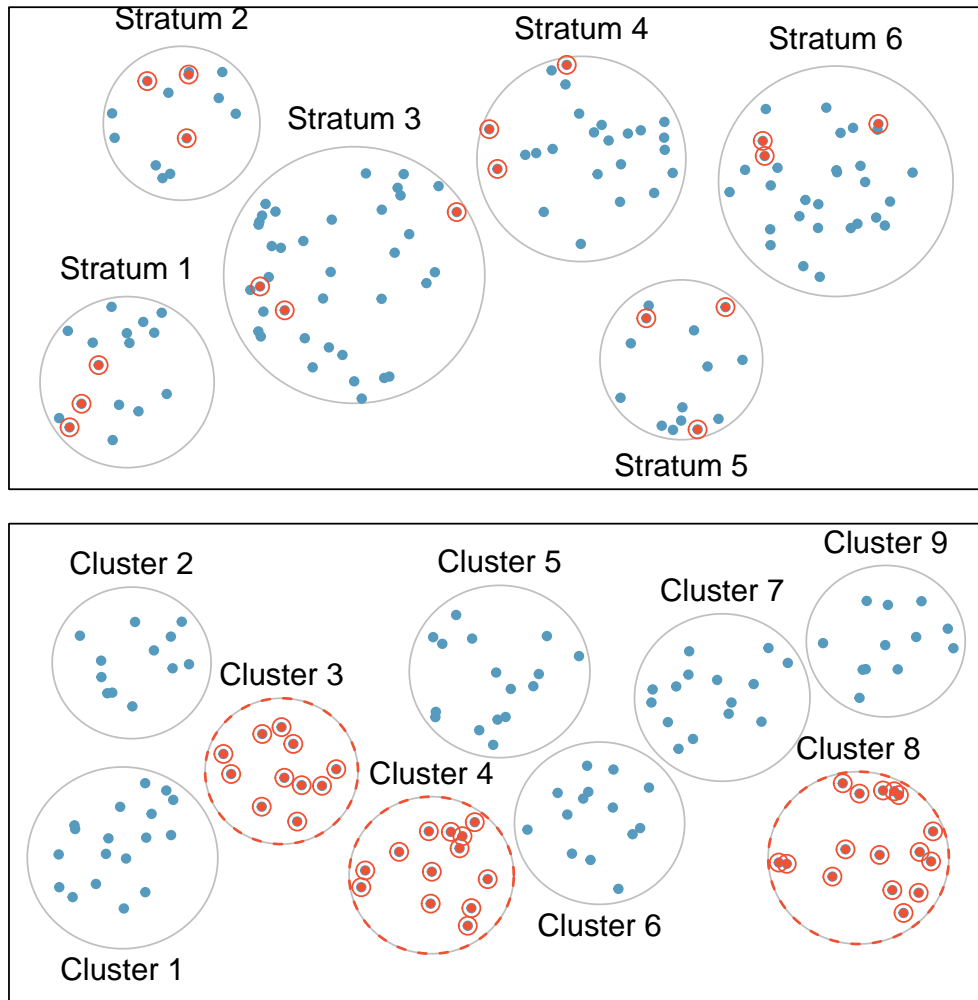 Stratum 2
Stratum 4
Stratum 6
Stratum 3
Stratum 1
Stratum 5
Cluster 9
Cluster 2
Cluster 5
Cluster 7
Cluster 3
Cluster 8
Cluster 4
Cluster 6
Cluster 1